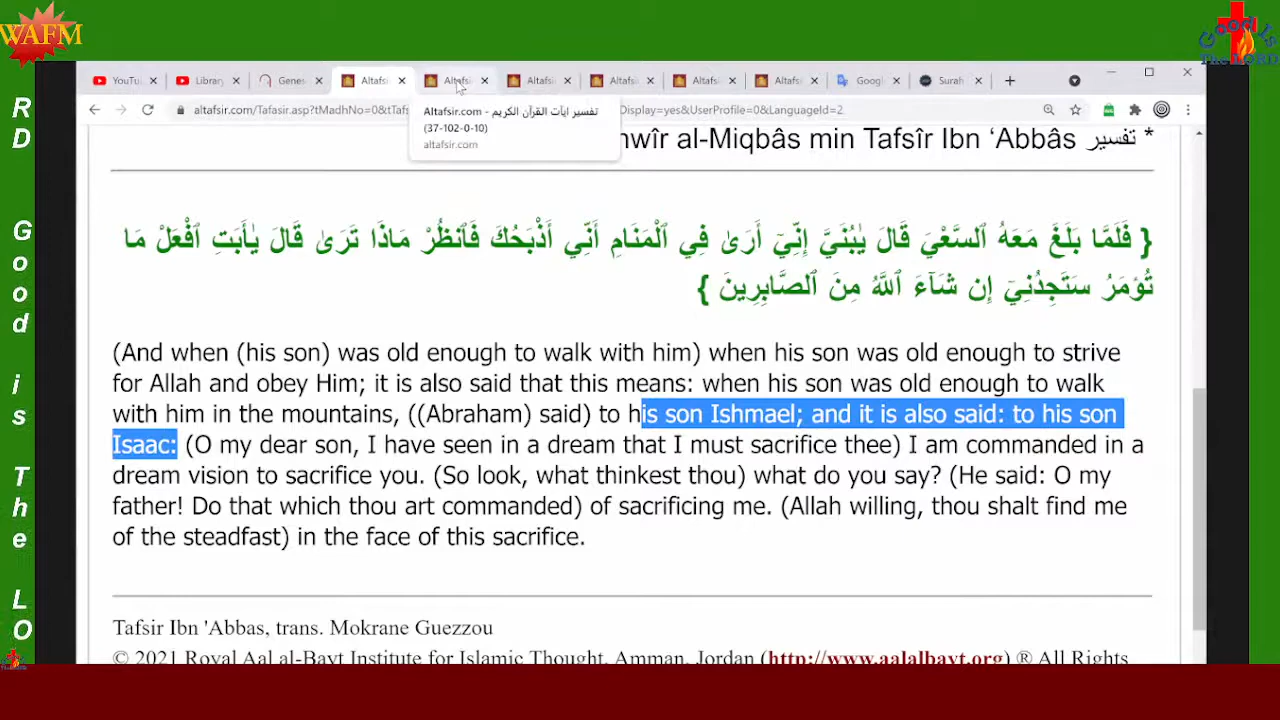 WAFM
Good Is
The LORD
RD
Good
is
The
LO
YouTu
Library
Genes
Altafsi
Altafsi
Altafsi
Altafsi
Altafsi
Altafsi
Googl
Surah
altafsir.com/Tafasir.asp?tMadhNo=0&tTafs
Display=yes&UserProfile=0&LanguageId=2
Altafsir.com - تفسير ايآت القرآن الكريم
(37-102-0-10)
altafsir.com
nwîr al-Miqbâs min Tafsîr Ibn ‘Abbâs تفسير *
{ فَلَمَّا بَلَغَ مَعَهُ ٱلسَّعْيَ قَالَ يٰبُنَيَّ إِنِّيۤ أَرَىٰ فِي ٱلْمَنَامِ أَنِّي أَذْبَحُكَ فَٱنظُرْ مَاذَا تَرَىٰ قَالَ يٰأَبَتِ ٱفْعَلْ مَا
تُؤمَرُ سَتَجِدُنِيۤ إِن شَآءَ ٱللَّهُ مِنَ ٱلصَّابِرِينَ }
(And when (his son) was old enough to walk with him) when his son was old enough to strive
for Allah and obey Him; it is also said that this means: when his son was old enough to walk
with him in the mountains, ((Abraham) said) to his son Ishmael; and it is also said: to his son
Isaac: (O my dear son, I have seen in a dream that I must sacrifice thee) I am commanded in a
dream vision to sacrifice you. (So look, what thinkest thou) what do you say? (He said: O my
father! Do that which thou art commanded) of sacrificing me. (Allah willing, thou shalt find me
of the steadfast) in the face of this sacrifice.
Tafsir Ibn 'Abbas, trans. Mokrane Guezzou
© 2021 Royal Aal al-Bayt Institute for Islamic Thought, Amman, Jordan (http://www.aalalbayt.org) ® All Rights